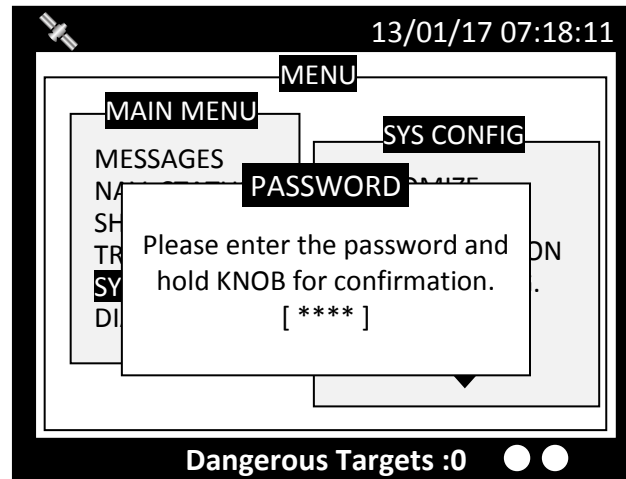 13/01/17 07:18:11
MENU
MAIN MENU
MESSAGES
SYS CONFIG
PASSWORD
Please enter the password and
hold KNOB for confirmation.
[ **** ]
Dangerous Targets :0